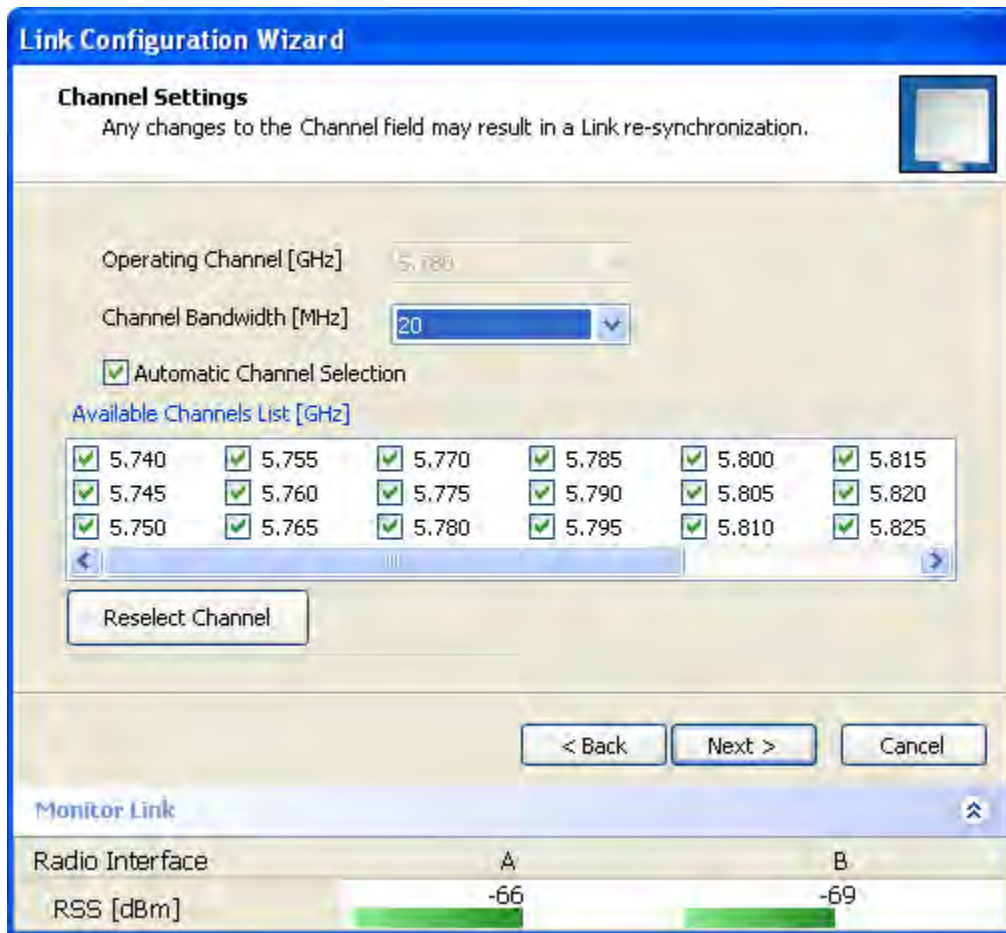 Link Configuration Wizard
Channel Settings
Any changes to the Channel field may result in a Link re-synchronization.
Operating Channel [GHz] 5.780
Channel Bandwidth [MHz] 20
Automatic Channel Selection
Available Channels List [GHz]
5.740 5.755 5.770 5.785 5.800 5.815
5.745 5.760 5.775 5.790 5.805 5.820
5.750 5.765 5.780 5.795 5.810 5.825
Reselect Channel
< Back Next > Cancel
Monitor Link
Radio Interface A B
RSS [dBm] -66 -69